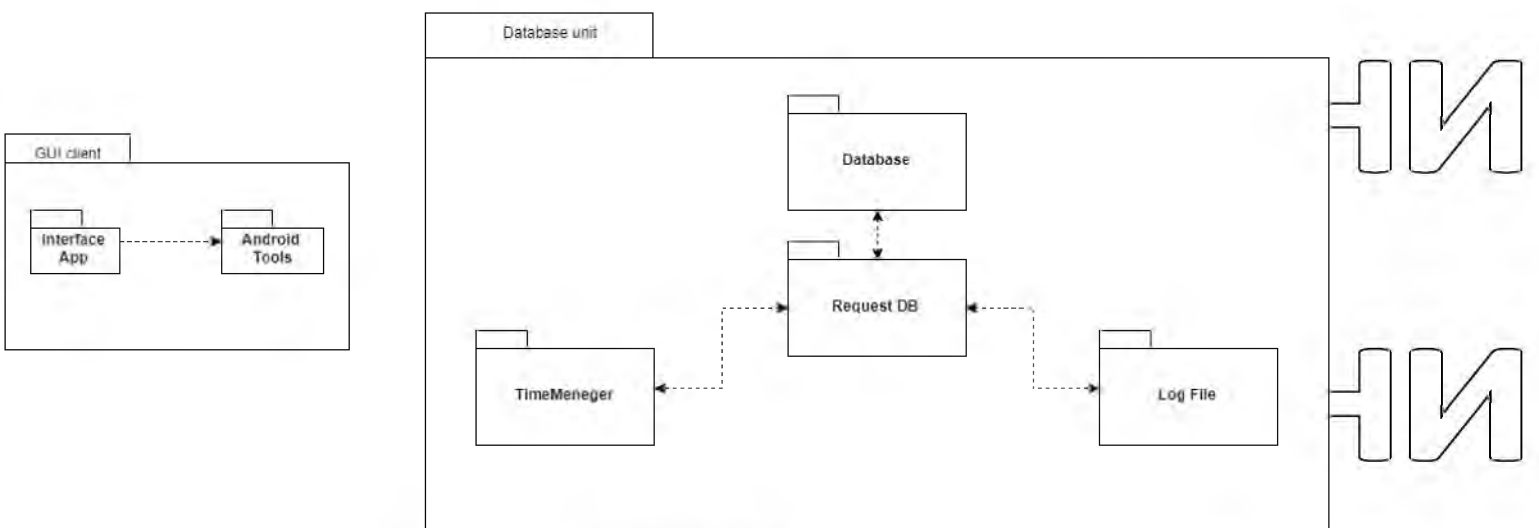 Database unit
Database
GUI client
Interface
App
Android
Tools
Request DB
TimeMeneger
Log File
НИ
НИ